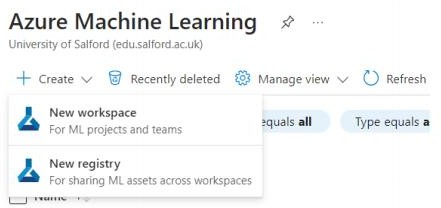 Azure Machine Learning
University of Salford (edu.salford.ac.uk)
Create Recently deleted Manage view Refresh
New workspace
For ML projects and teams
equals all Type equals a
New registry
For sharing ML assets across workspaces
Name